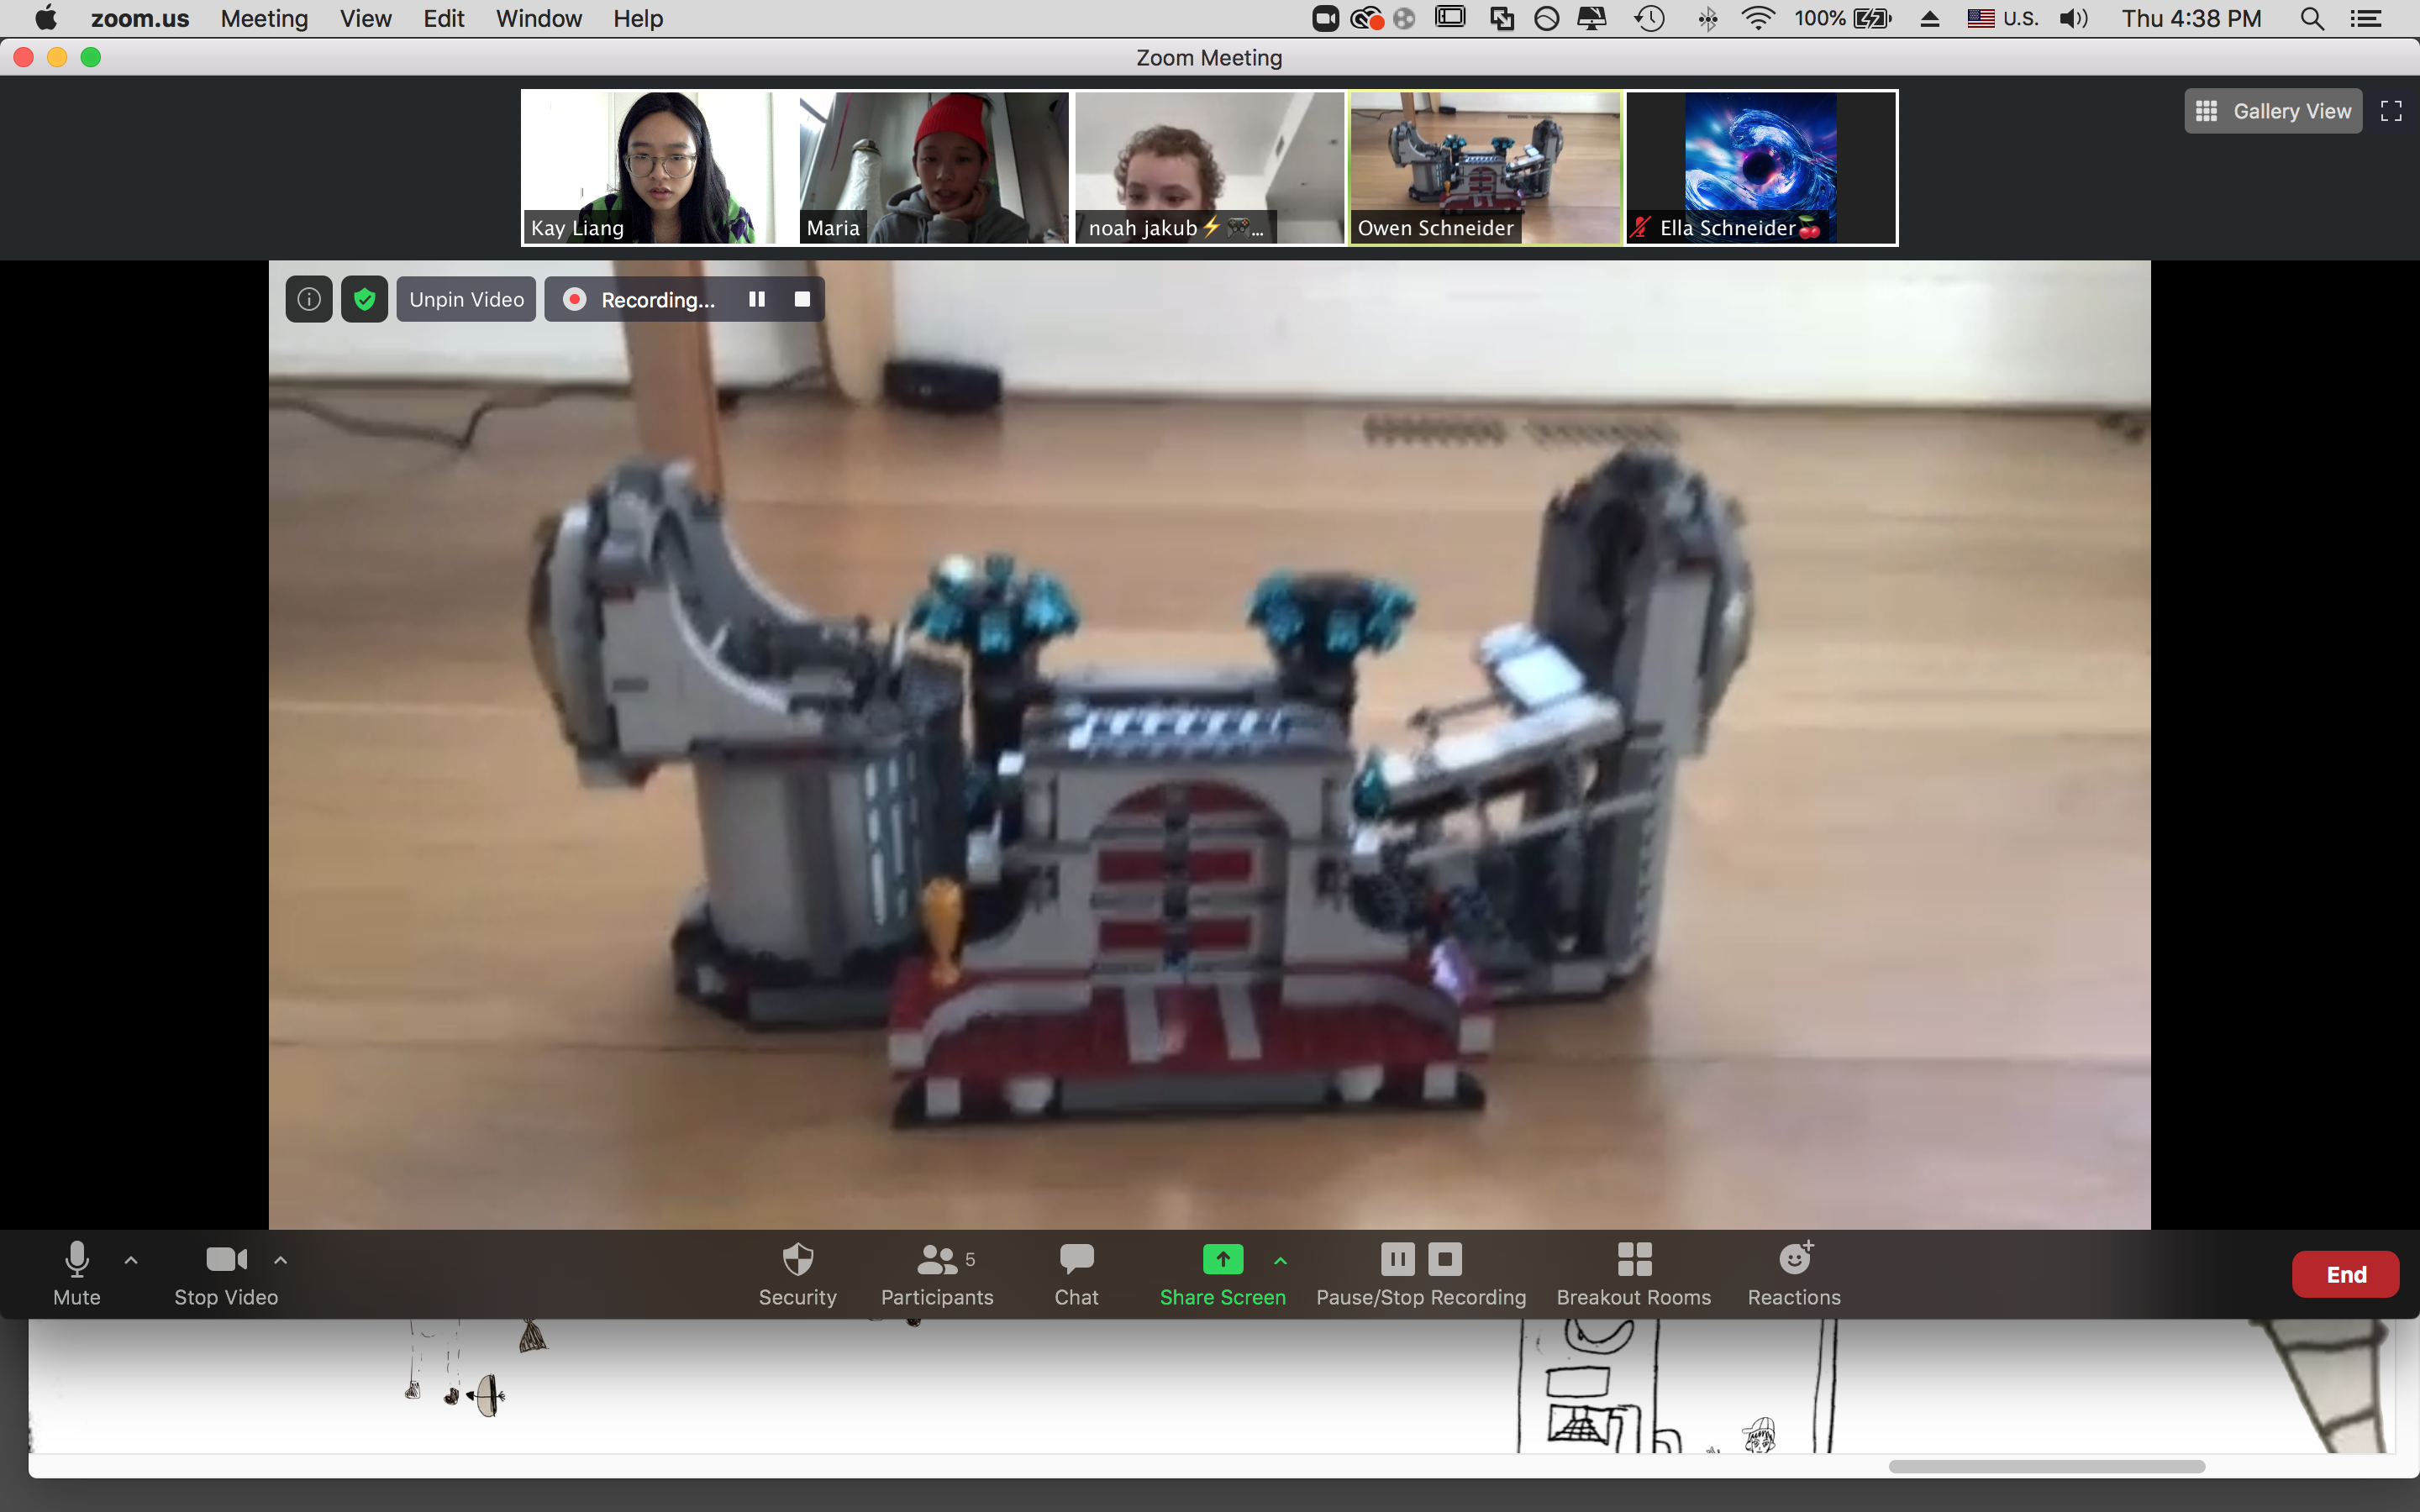 zoom.us Meeting View Edit Window Help 100% U.S. Thu 4:38 PM
Zoom Meeting
Gallery View
Kay Liang Maria noah jakub⚡🎮... Owen Schneider Ella Schneider🍒
Unpin Video Recording...
5
Mute Stop Video Security Participants Chat Share Screen Pause/Stop Recording Breakout Rooms Reactions End